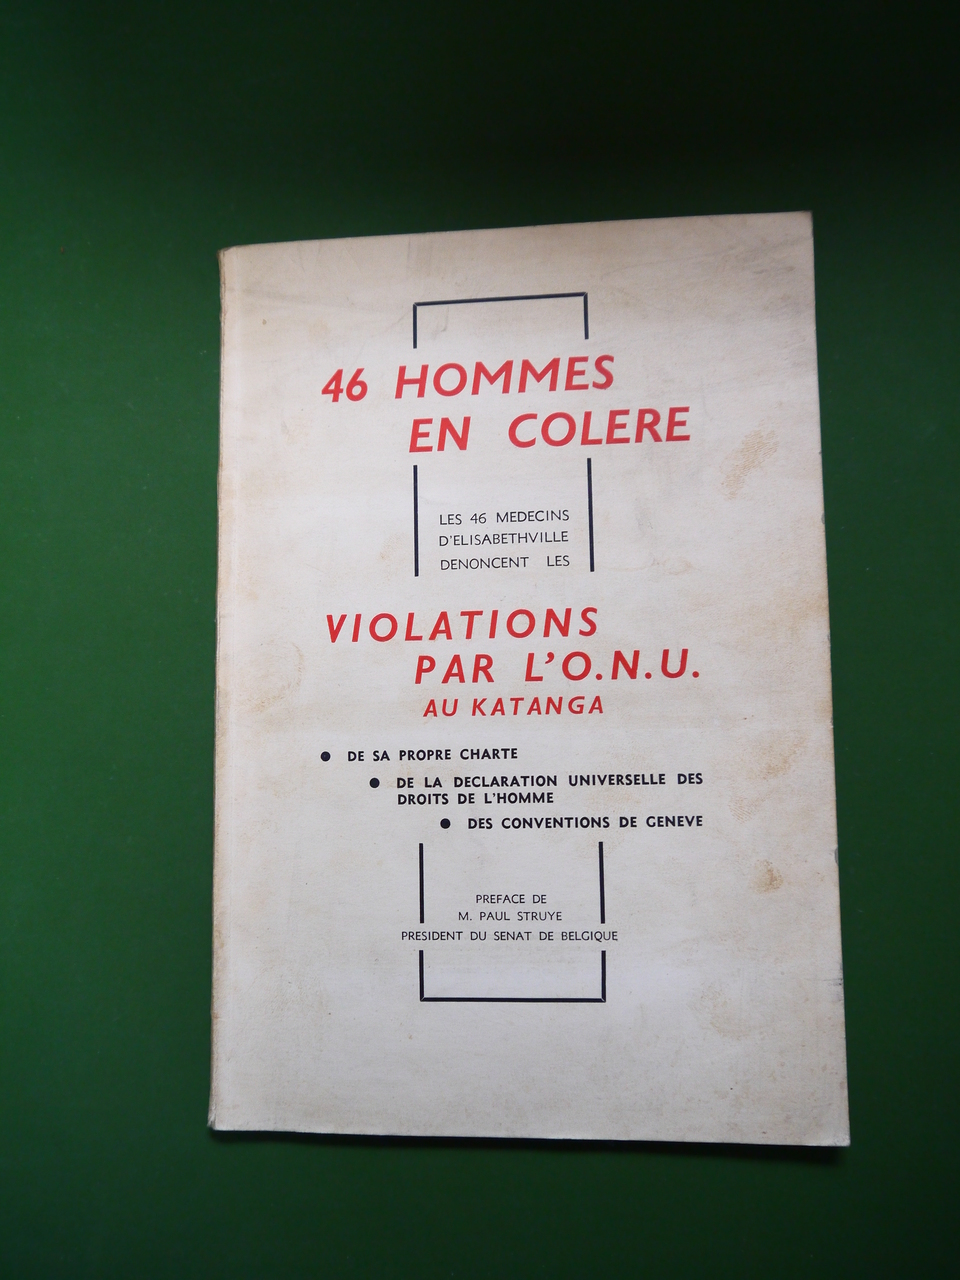 46 HOMMES
EN COLERE
LES 46 MEDECINS
D'ELISABETHVILLE
DENONCENT LES
VIOLATIONS
PAR L'O.N.U.
AU KATANGA
● DE SA PROPRE CHARTE
● DE LA DECLARATION UNIVERSELLE DES
DROITS DE L'HOMME
● DES CONVENTIONS DE GENEVE
PREFACE DE
M. PAUL STRUYE
PRESIDENT DU SENAT DE BELGIQUE